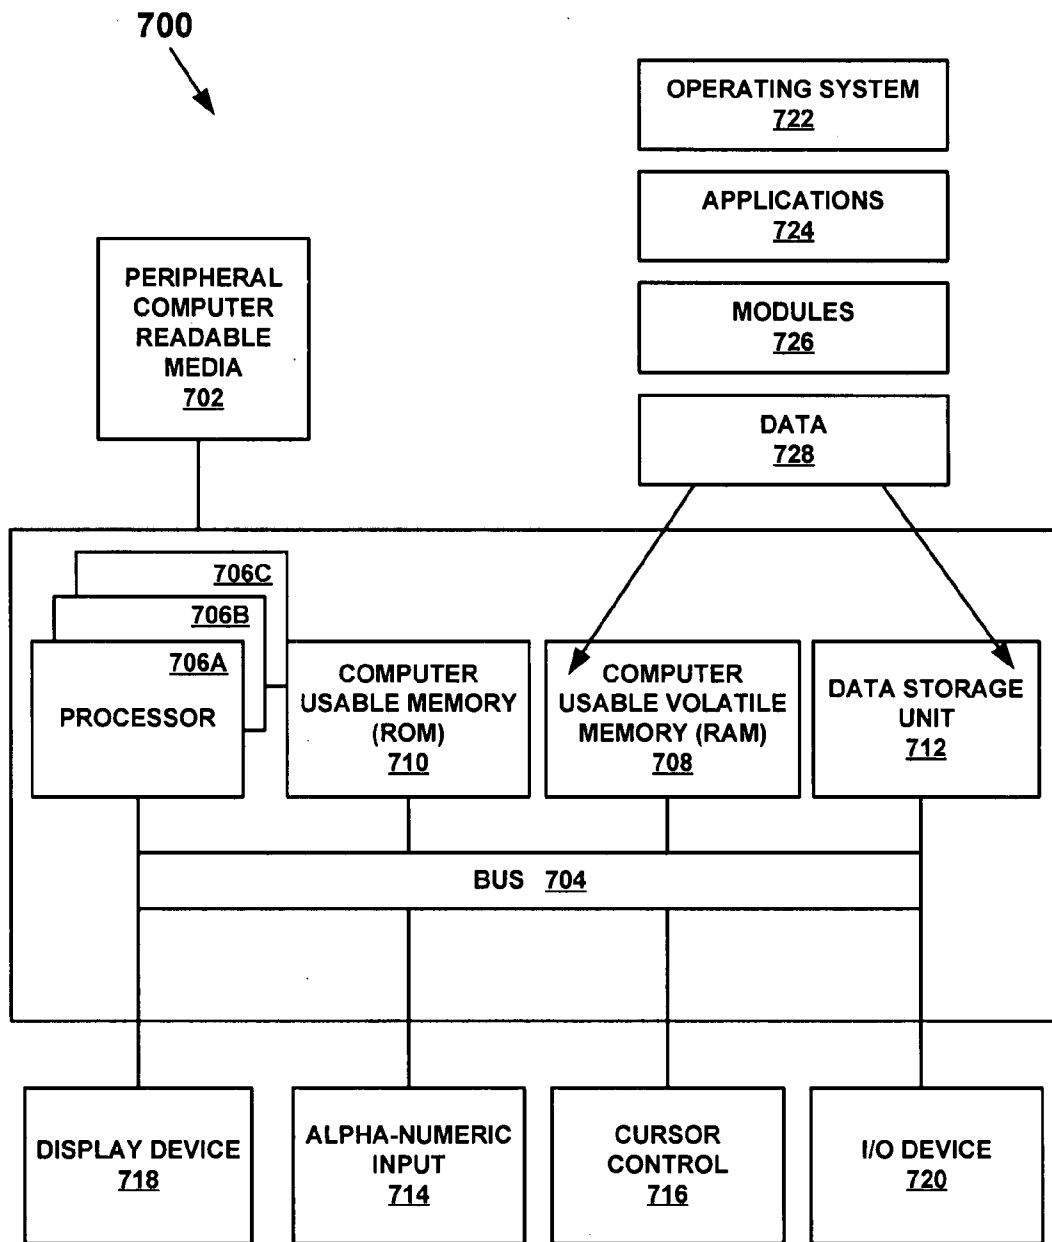 700
OPERATING SYSTEM
722
APPLICATIONS
724
MODULES
726
DATA
728
PERIPHERAL
COMPUTER
READABLE
MEDIA
702
706C
706B
706A
PROCESSOR
COMPUTER
USABLE MEMORY
(ROM)
710
COMPUTER
USABLE VOLATILE
MEMORY (RAM)
708
DATA STORAGE
UNIT
712
BUS 704
DISPLAY DEVICE
718
ALPHA-NUMERIC
INPUT
714
CURSOR
CONTROL
716
I/O DEVICE
720